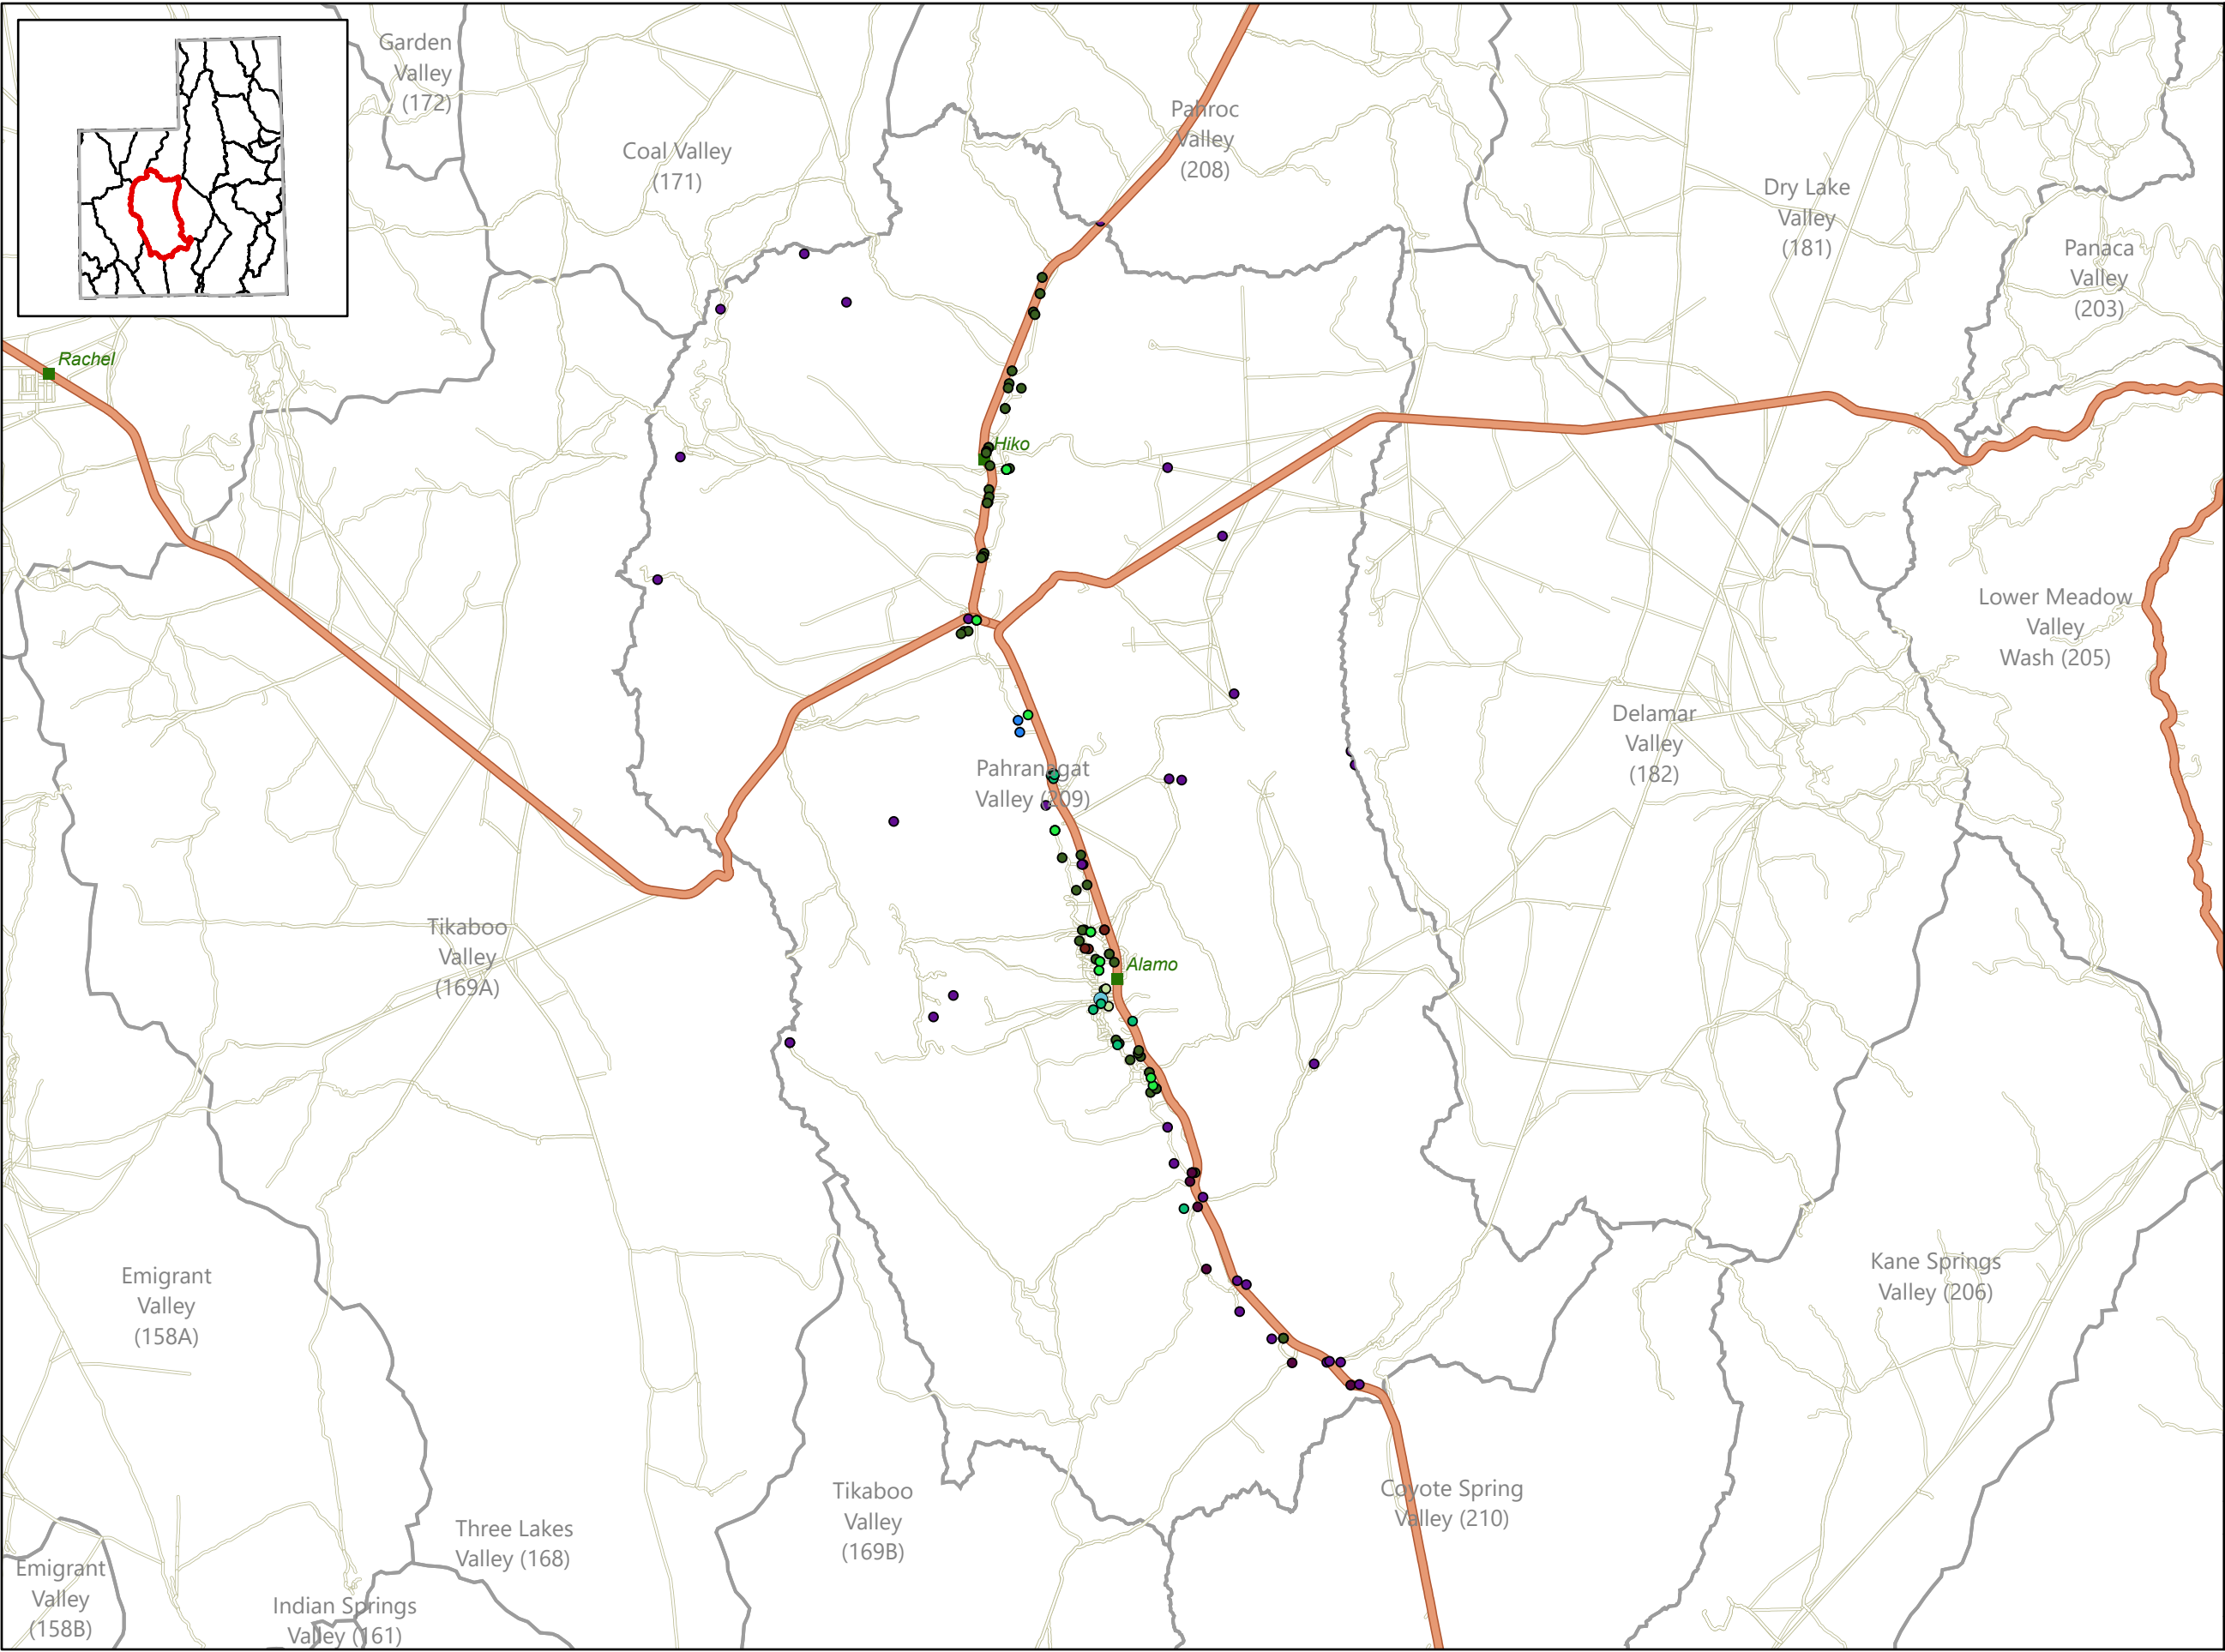 Garden
Valley
(172)
Coal Valley
(171)
Pahroc
Valley
(208)
Dry Lake
Valley
(181)
Panaca
Valley
(203)
Rachel
Hiko
Lower Meadow
Valley
Wash (205)
Delamar
Valley
(182)
Pahranagat
Valley (209)
Tikaboo
Valley
(169A)
Alamo
Emigrant
Valley
(158A)
Kane Springs
Valley (206)
Tikaboo
Valley
(169B)
Coyote Spring
Valley (210)
Three Lakes
Valley (168)
Emigrant
Valley
(158B)
Indian Springs
Valley (161)